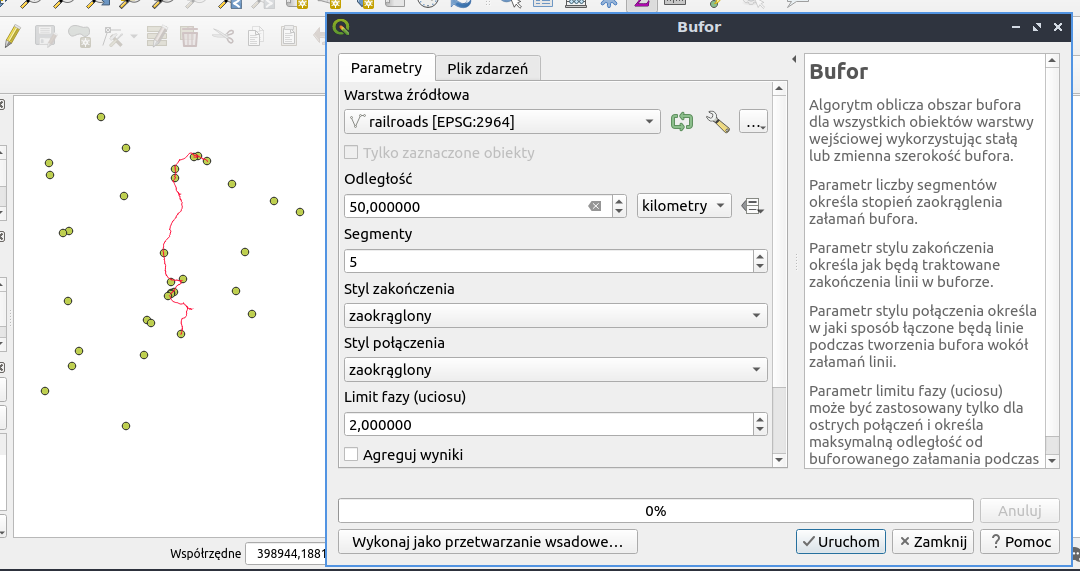 Bufor
Parametry
Plik zdarzeń
Warstwa źródłowa
railroads [EPSG:2964]
...
Tylko zaznaczone obiekty
Odległość
50,000000
kilometry
Segmenty
5
Styl zakończenia
zaokrąglony
Styl połączenia
zaokrąglony
Limit fazy (uciosu)
2,000000
Agreguj wyniki
Bufor
Algorytm oblicza obszar bufora
dla wszystkich obiektów warstwy
wejściowej wykorzystując stałą
lub zmienna szerokość bufora.
Parametr liczby segmentów
określa stopień zaokrąglenia
załamań bufora.
Parametr stylu zakończenia
określa jak będą traktowane
zakończenia linii w buforze.
Parametr stylu połączenia określa
w jaki sposób łączone będą linie
podczas tworzenia bufora wokół
załamań linii.
Parametr limitu fazy (uciosu)
może być zastosowany tylko dla
ostrych połączeń i określa
maksymalną odległość od
buforowanego załamania podczas
0%
Anuluj
Wykonaj jako przetwarzanie wsadowe...
Uruchom
Zamknij
Pomoc
Współrzędne
398944,1881